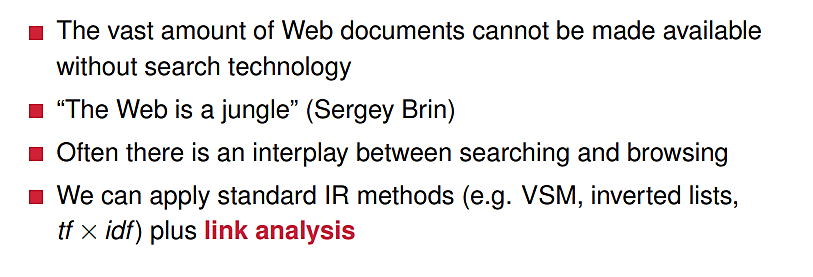 The vast amount of Web documents cannot be made available
without search technology
“The Web is a jungle” (Sergey Brin)
Often there is an interplay between searching and browsing
We can apply standard IR methods (e.g. VSM, inverted lists,
tf × idf) plus link analysis